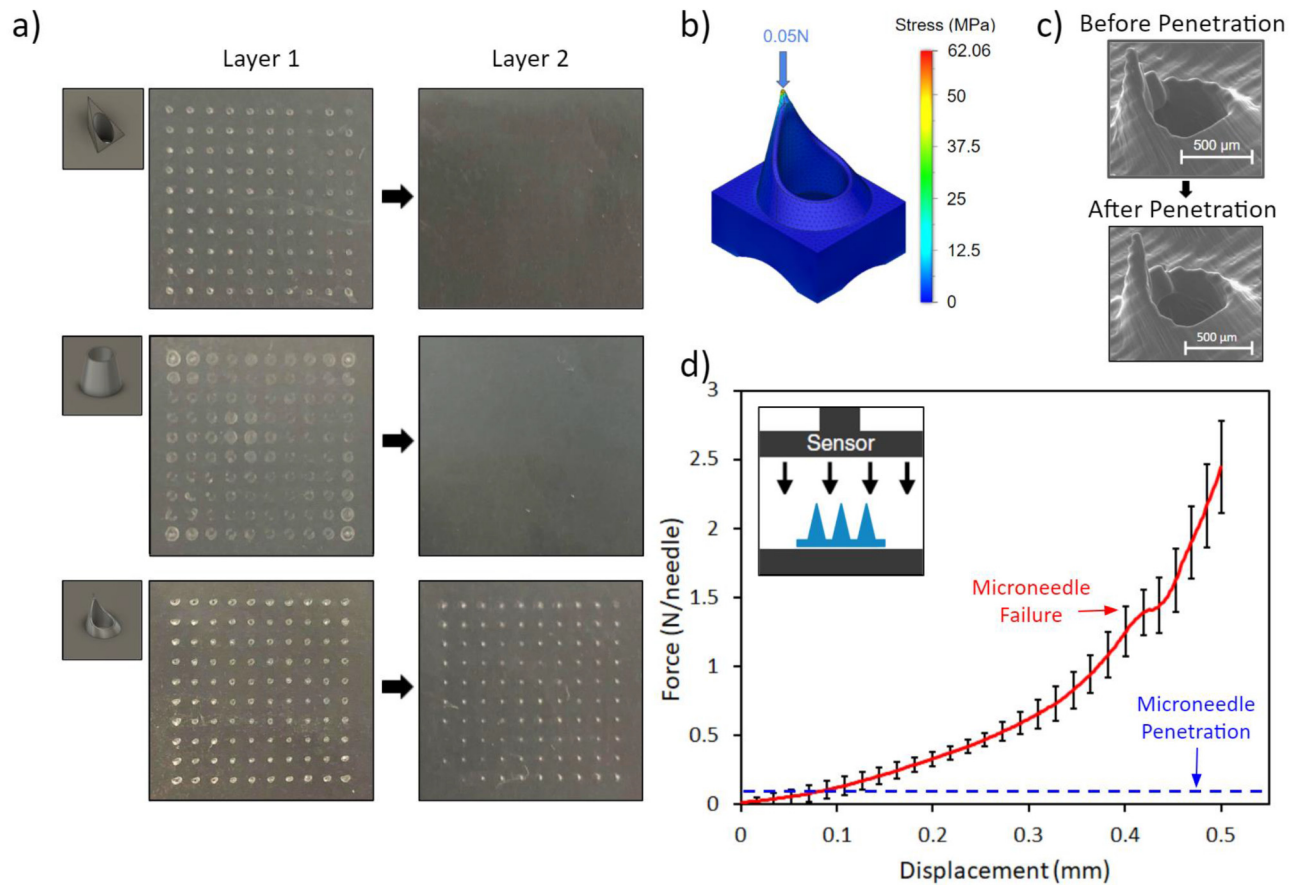 a)
Layer 1
Layer 2
b)
0.05N
Stress (MPa)
62.06
50
37.5
25
12.5
0
c)
Before Penetration
500 µm
After Penetration
500 µm
d)
3
2.5
2
1.5
1
0.5
0
Force (N/needle)
Sensor
Microneedle
Failure
Microneedle
Penetration
0
0.1
0.2
0.3
0.4
0.5
Displacement (mm)